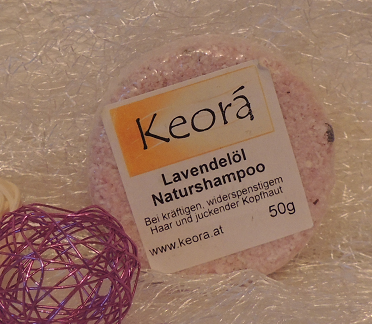 Keorá
Lavendelöl
Naturshampoo
Bei kräftigen, widerspenstigem
Haar und juckender Kopfhaut
50g
www.keora.at